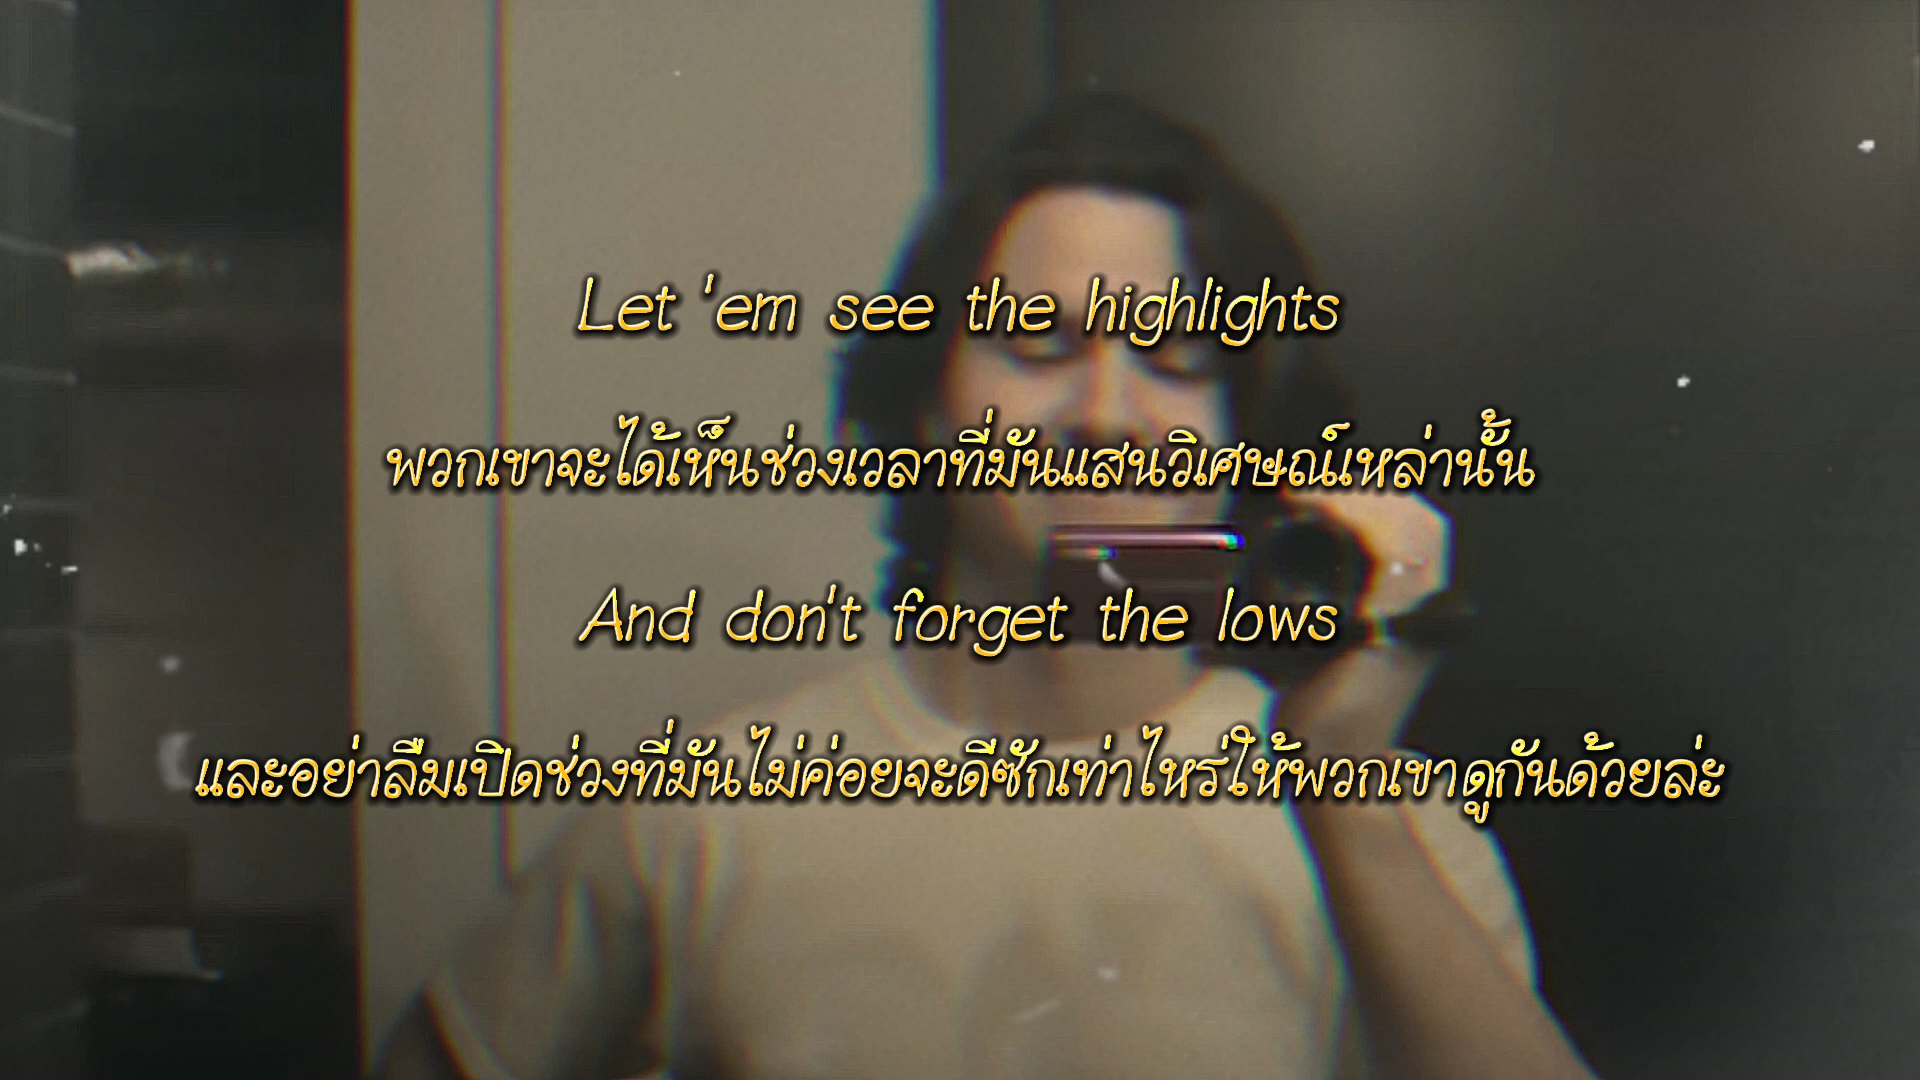 Let 'em see the highlights
พวกเขาจะได้เห็นช่วงเวลาที่มันแสนวิเศษณ์เหล่านั้น
And don't forget the lows
และอย่าลืมเปิดช่วงที่มันไม่ค่อยจะดีซักเท่าไหร่ให้พวกเขาดูกันด้วยล่ะ